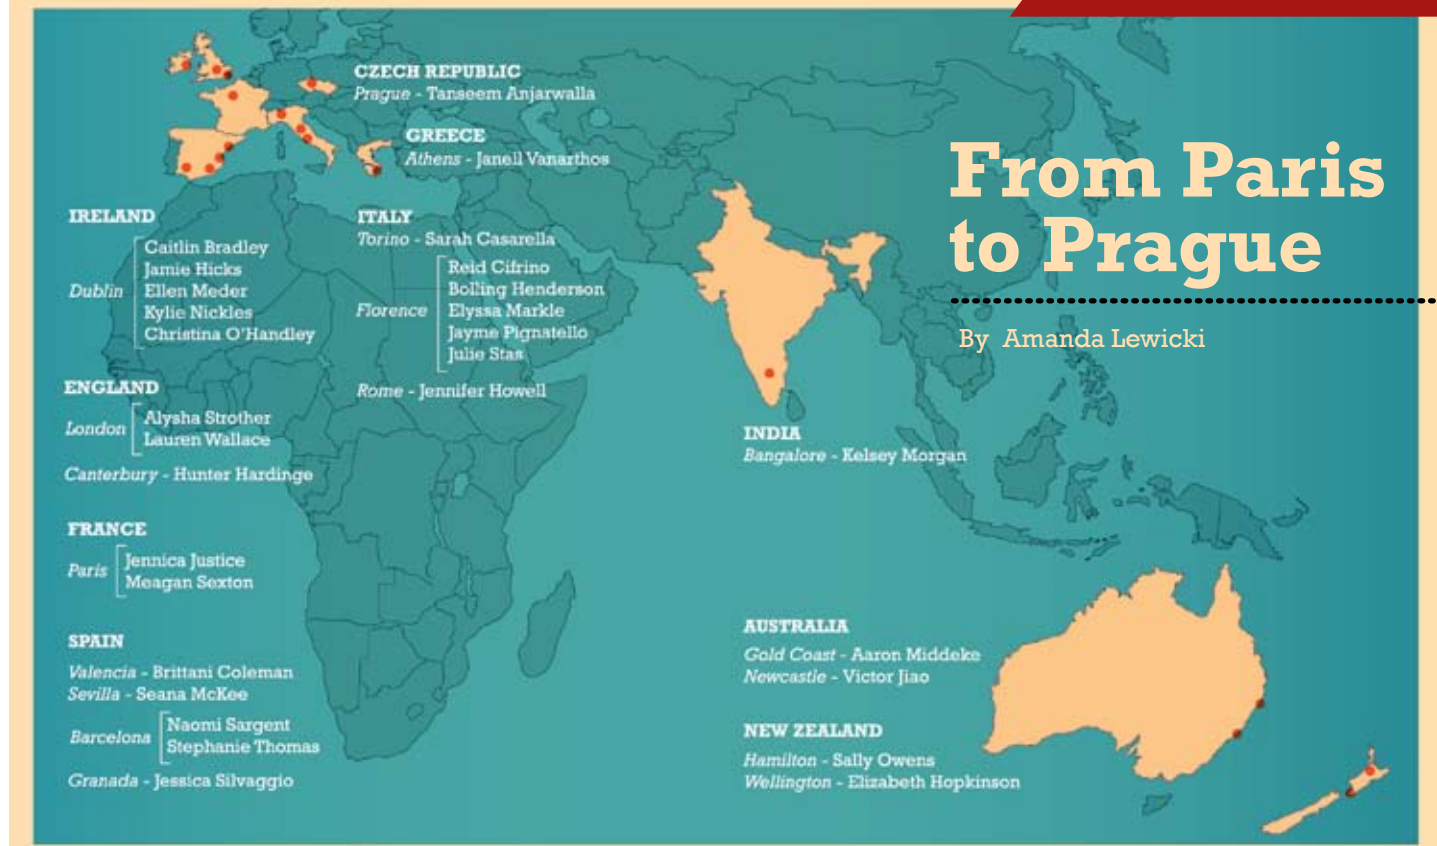 From Paris
to Prague
By Amanda Lewicki
CZECH REPUBLIC
Prague - Tanseem Anjarwalla
GREECE
Athens - Janell Vanarthos
IRELAND
Dublin
Caitlin Bradley
Jamie Hicks
Ellen Meder
Kylie Nickles
Christina O'Handley
ENGLAND
London
Alysha Strother
Lauren Wallace
Canterbury - Hunter Hardinge
FRANCE
Paris
Jennica Justice
Meagan Sexton
SPAIN
Valencia - Brittani Coleman
Sevilla - Seana McKee
Barcelona
Naomi Sargent
Stephanie Thomas
Granada - Jessica Silvaggio
ITALY
Torino - Sarah Casarella
Florence
Reid Cifrino
Bolling Henderson
Elyssa Markle
Jayme Pignatello
Julie Stas
Rome - Jennifer Howell
INDIA
Bangalore - Kelsey Morgan
AUSTRALIA
Gold Coast - Aaron Middeke
Newcastle - Victor Jiao
NEW ZEALAND
Hamilton - Sally Owens
Wellington - Elizabeth Hopkinson